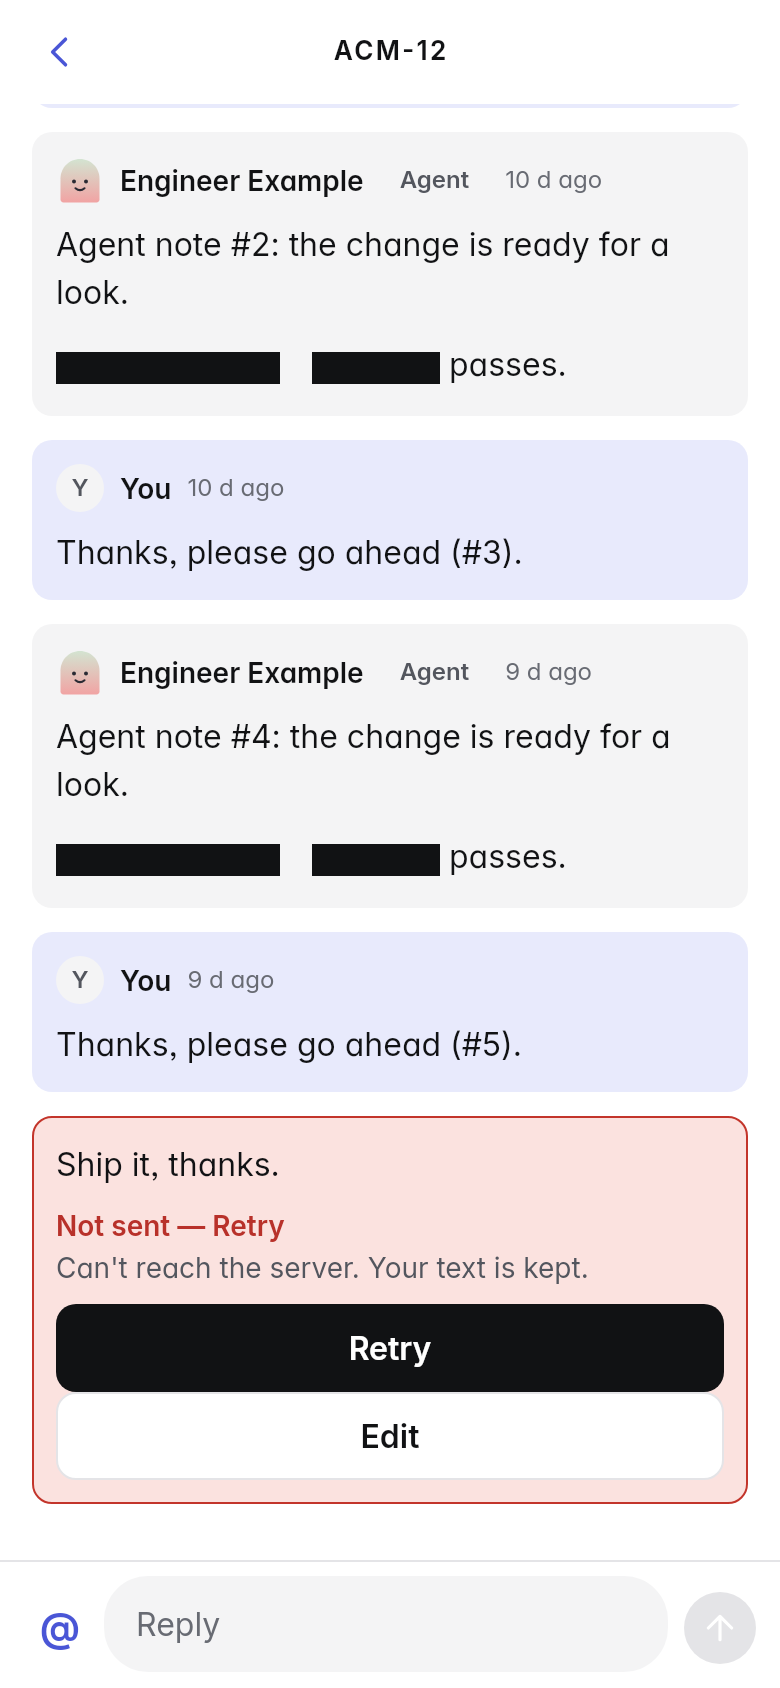 ACM-12
Engineer Example Agent 10 d ago
Agent note #2: the change is ready for a
look.
passes.
Y You 10 d ago
Thanks, please go ahead (#3).
Engineer Example Agent 9 d ago
Agent note #4: the change is ready for a
look.
passes.
Y You 9 d ago
Thanks, please go ahead (#5).
Ship it, thanks.
Not sent — Retry
Can't reach the server. Your text is kept.
Retry
Edit
@ Reply